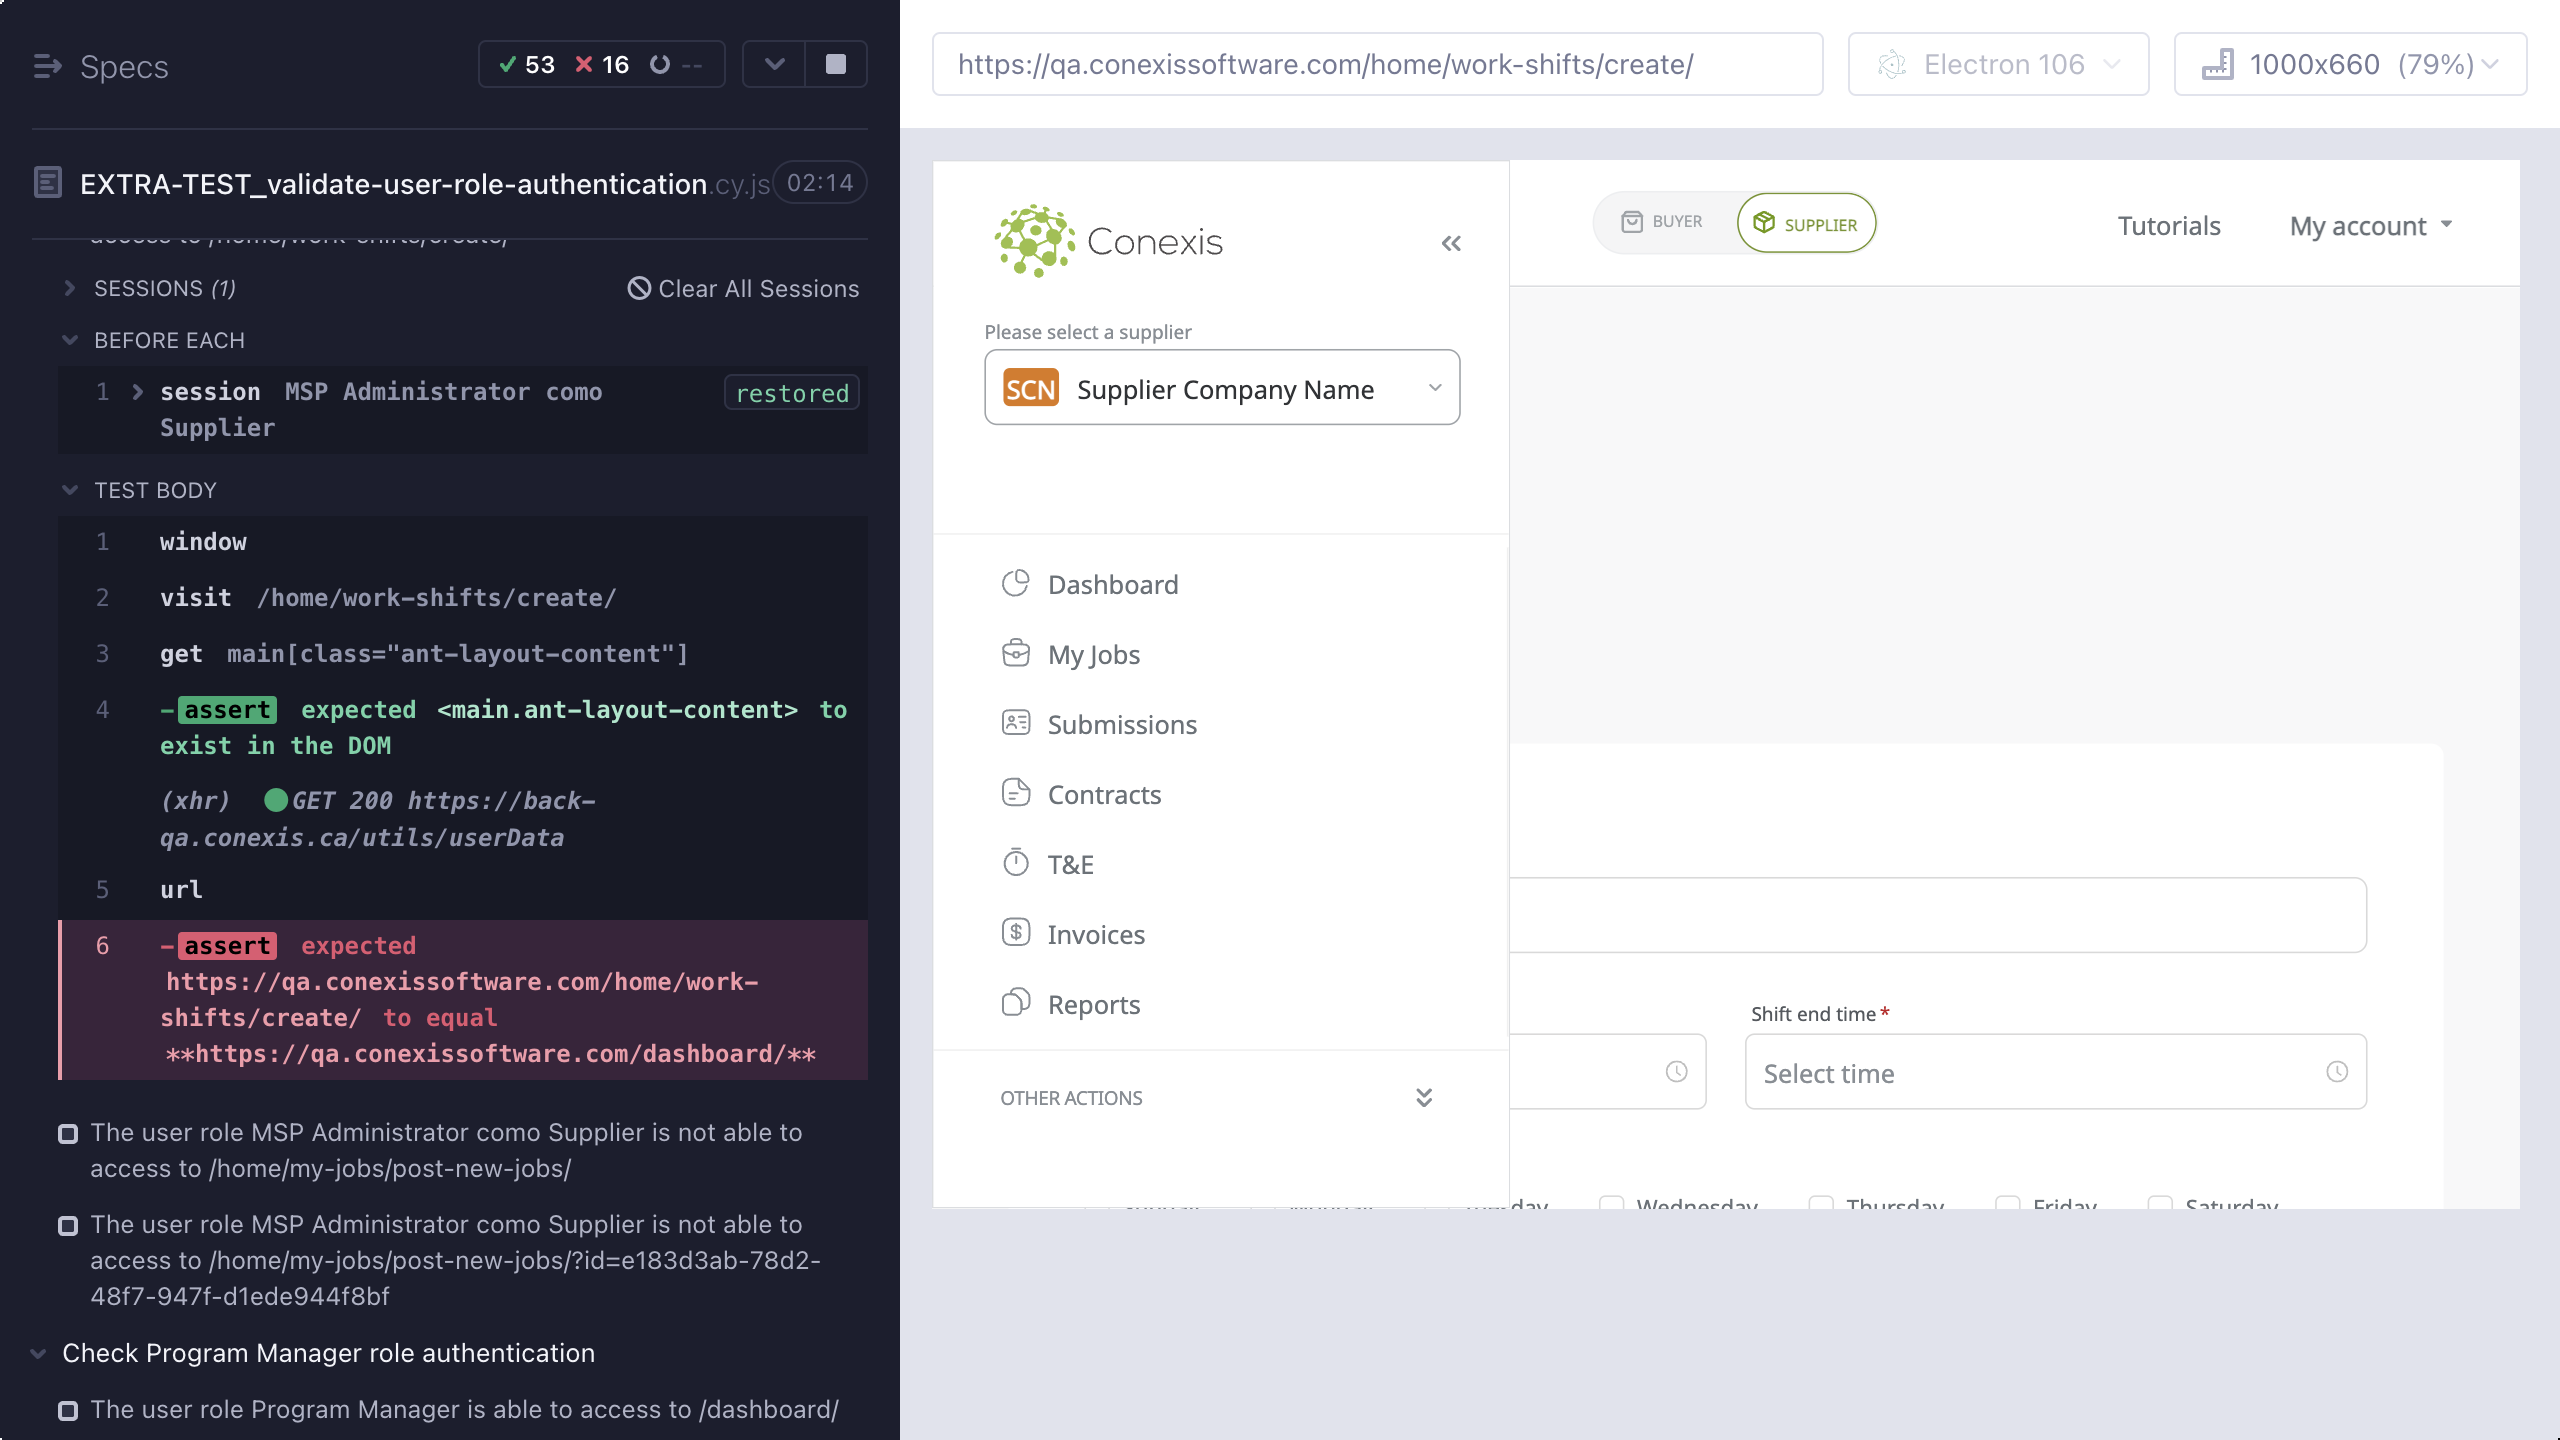 Specs
53
16
--
EXTRA-TEST_validate-user-role-authentication.cy.js
02:14
access to /home/work-shifts/create/
SESSIONS (1)
Clear All Sessions
BEFORE EACH
1 session MSP Administrator como
Supplier
restored
TEST BODY
1 window
2 visit /home/work-shifts/create/
3 get main[class="ant-layout-content"]
4 -assert expected <main.ant-layout-content> to
exist in the DOM
(xhr) GET 200 https://back-
qa.conexis.ca/utils/userData
5 url
6 -assert expected
https://qa.conexissoftware.com/home/work-
shifts/create/ to equal
**https://qa.conexissoftware.com/dashboard/**
The user role MSP Administrator como Supplier is not able to
access to /home/my-jobs/post-new-jobs/
The user role MSP Administrator como Supplier is not able to
access to /home/my-jobs/post-new-jobs/?id=e183d3ab-78d2-
48f7-947f-d1ede944f8bf
Check Program Manager role authentication
The user role Program Manager is able to access to /dashboard/
https://qa.conexissoftware.com/home/work-shifts/create/
Electron 106
1000x660 (79%)
Conexis
BUYER
SUPPLIER
Tutorials
My account
Please select a supplier
SCN Supplier Company Name
Dashboard
My Jobs
Submissions
Contracts
T&E
Invoices
Reports
OTHER ACTIONS
Shift end time *
Select time
Wednesday
Thursday
Friday
Saturday